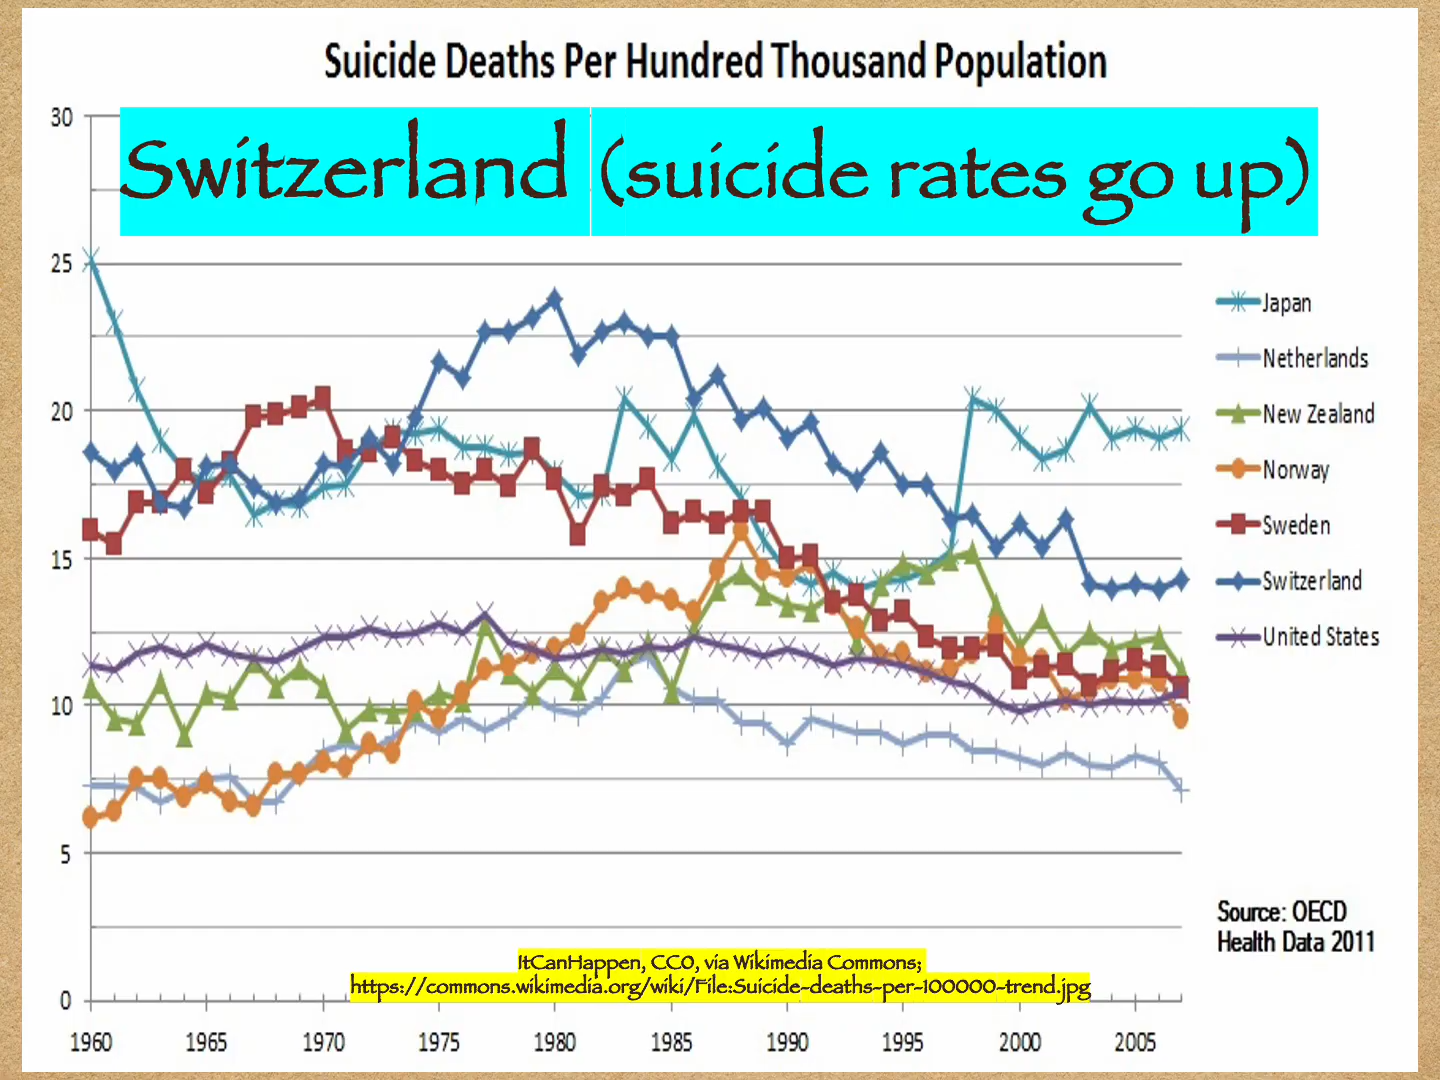 Suicide Deaths Per Hundred Thousand Population
Switzerland (suicide rates go up)
30
25
20
15
10
5
0
1960 1965 1970 1975 1980 1985 1990 1995 2000 2005
Japan
Netherlands
New Zealand
Norway
Sweden
Switzerland
United States
Source: OECD
Health Data 2011
ItCanHappen, CC0, via Wikimedia Commons;
https://commons.wikimedia.org/wiki/File:Suicide-deaths-per-100000-trend.jpg